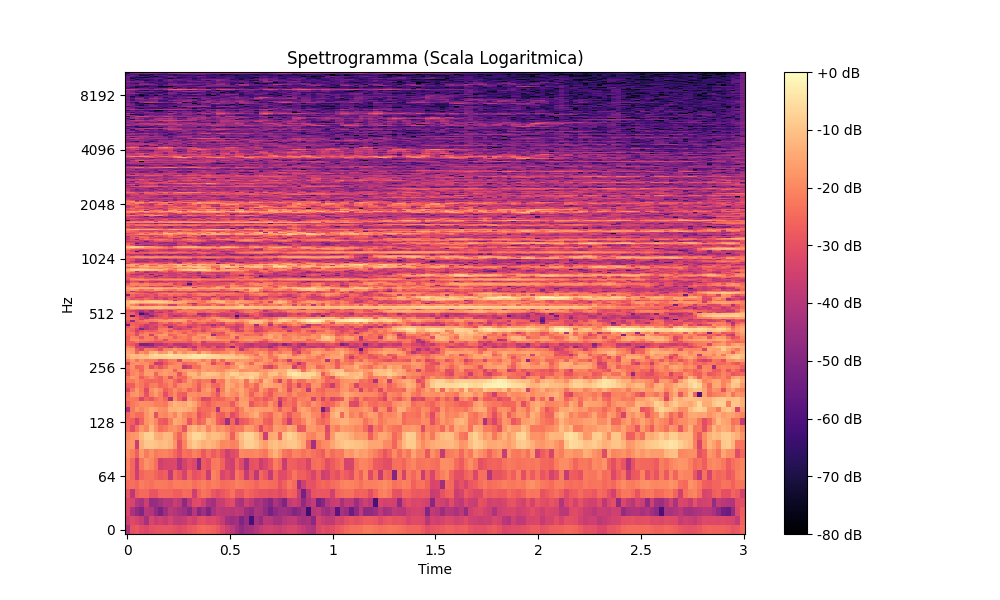 Spettrogramma (Scala Logaritmica)
Hz
8192
4096
2048
1024
512
256
128
64
0
0 0.5 1 1.5 2 2.5 3
Time
+0 dB
-10 dB
-20 dB
-30 dB
-40 dB
-50 dB
-60 dB
-70 dB
-80 dB